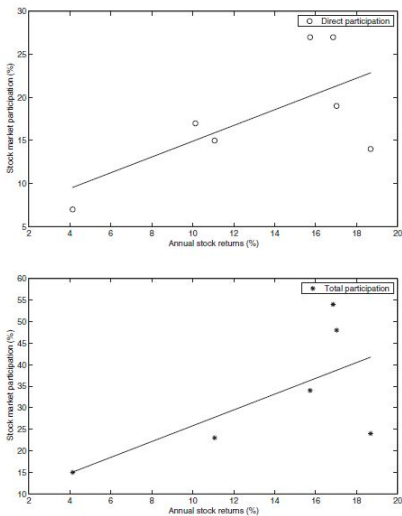 30
Direct participation
25
20
15
10
5
Stock market participation (%)
2 4 6 8 10 12 14 16 18 20
Annual stock returns (%)
60
Total participation
55
50
45
40
35
30
25
20
15
10
Stock market participation (%)
2 4 6 8 10 12 14 16 18 20
Annual stock returns (%)